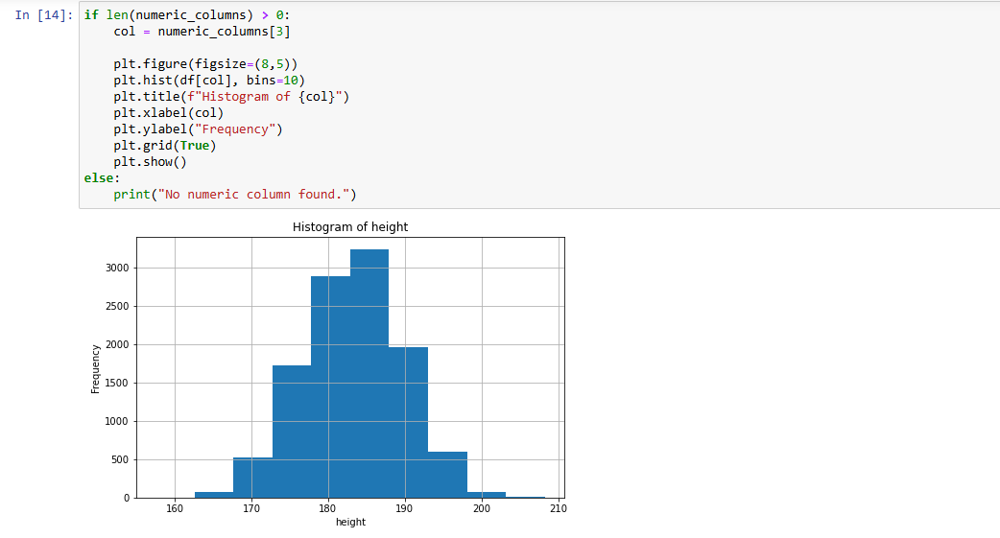 In [14]: if len(numeric_columns) > 0:
    col = numeric_columns[3]

    plt.figure(figsize=(8,5))
    plt.hist(df[col], bins=10)
    plt.title(f"Histogram of {col}")
    plt.xlabel(col)
    plt.ylabel("Frequency")
    plt.grid(True)
    plt.show()
else:
    print("No numeric column found.")
Histogram of height
3000
2500
2000
1500
1000
500
0
Frequency
160 170 180 190 200 210
height